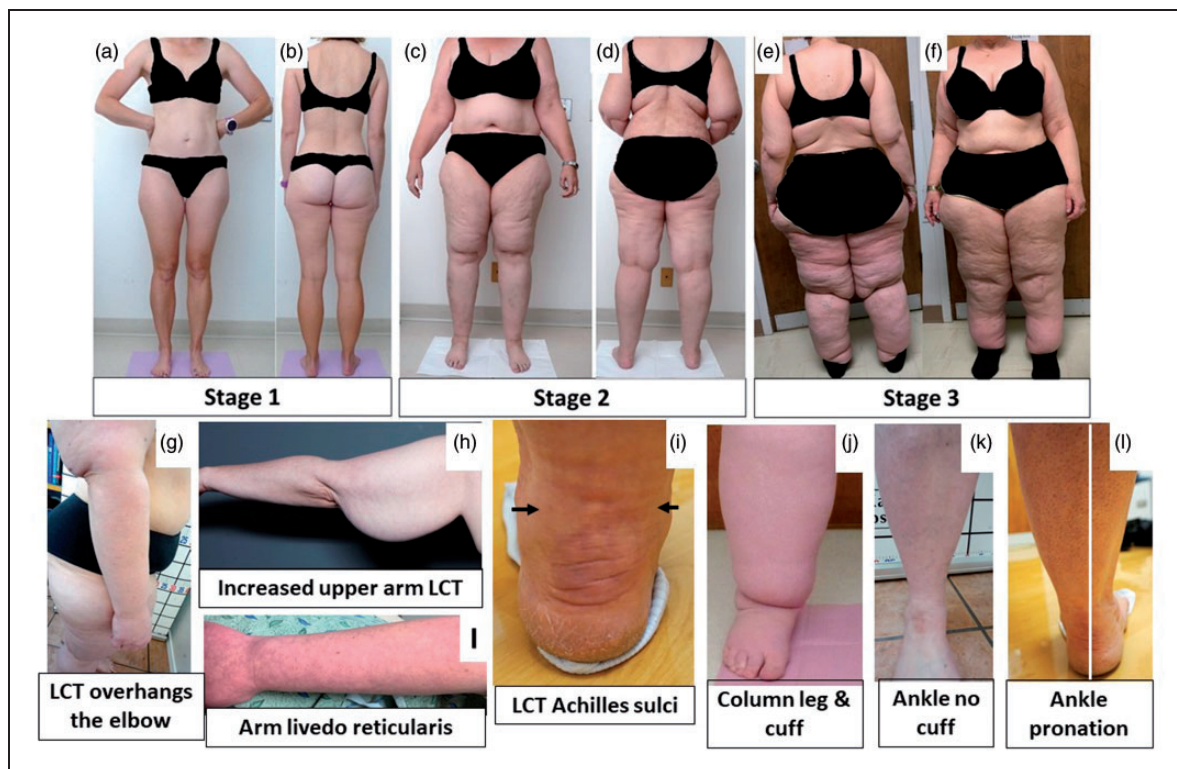 (a)
(b)
(c)
(d)
(e)
(f)
Stage 1
Stage 2
Stage 3
(g)
(h)
(i)
(j)
(k)
(l)
Increased upper arm LCT
I
LCT overhangs
the elbow
Arm livedo reticularis
LCT Achilles sulci
Column leg &
cuff
Ankle no
cuff
Ankle
pronation